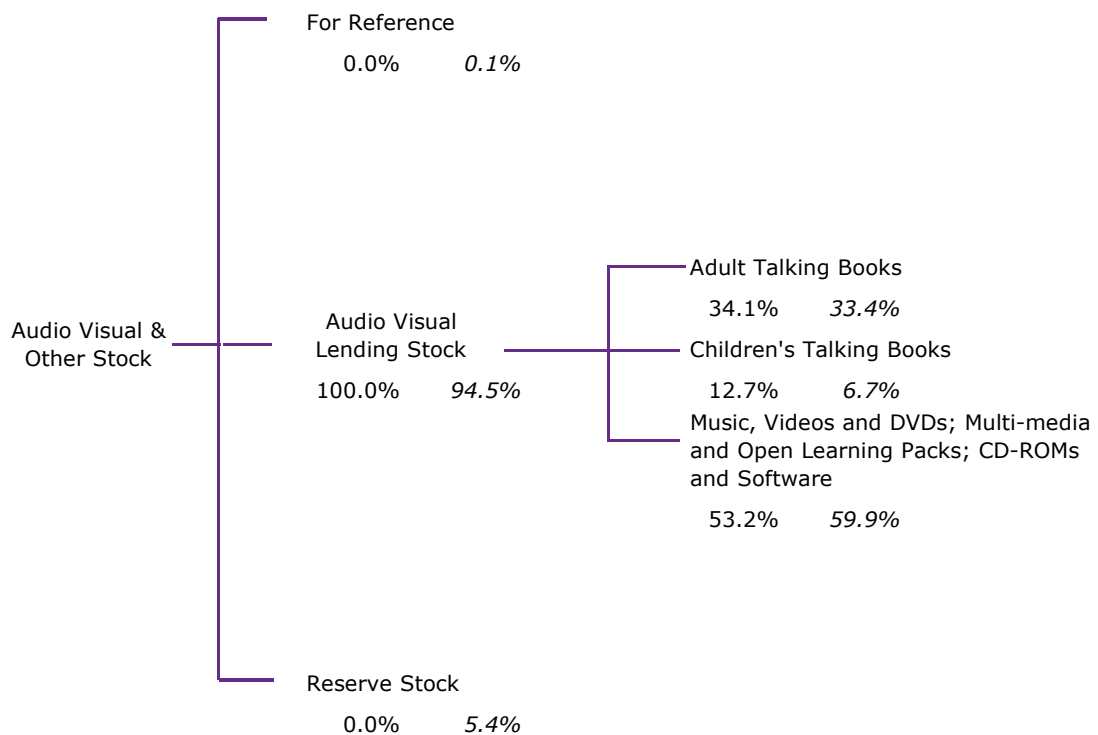 For Reference
0.0% 0.1%
Audio Visual &
Other Stock
Audio Visual
Lending Stock
100.0% 94.5%
Adult Talking Books
34.1% 33.4%
Children's Talking Books
12.7% 6.7%
Music, Videos and DVDs; Multi-media
and Open Learning Packs; CD-ROMs
and Software
53.2% 59.9%
Reserve Stock
0.0% 5.4%